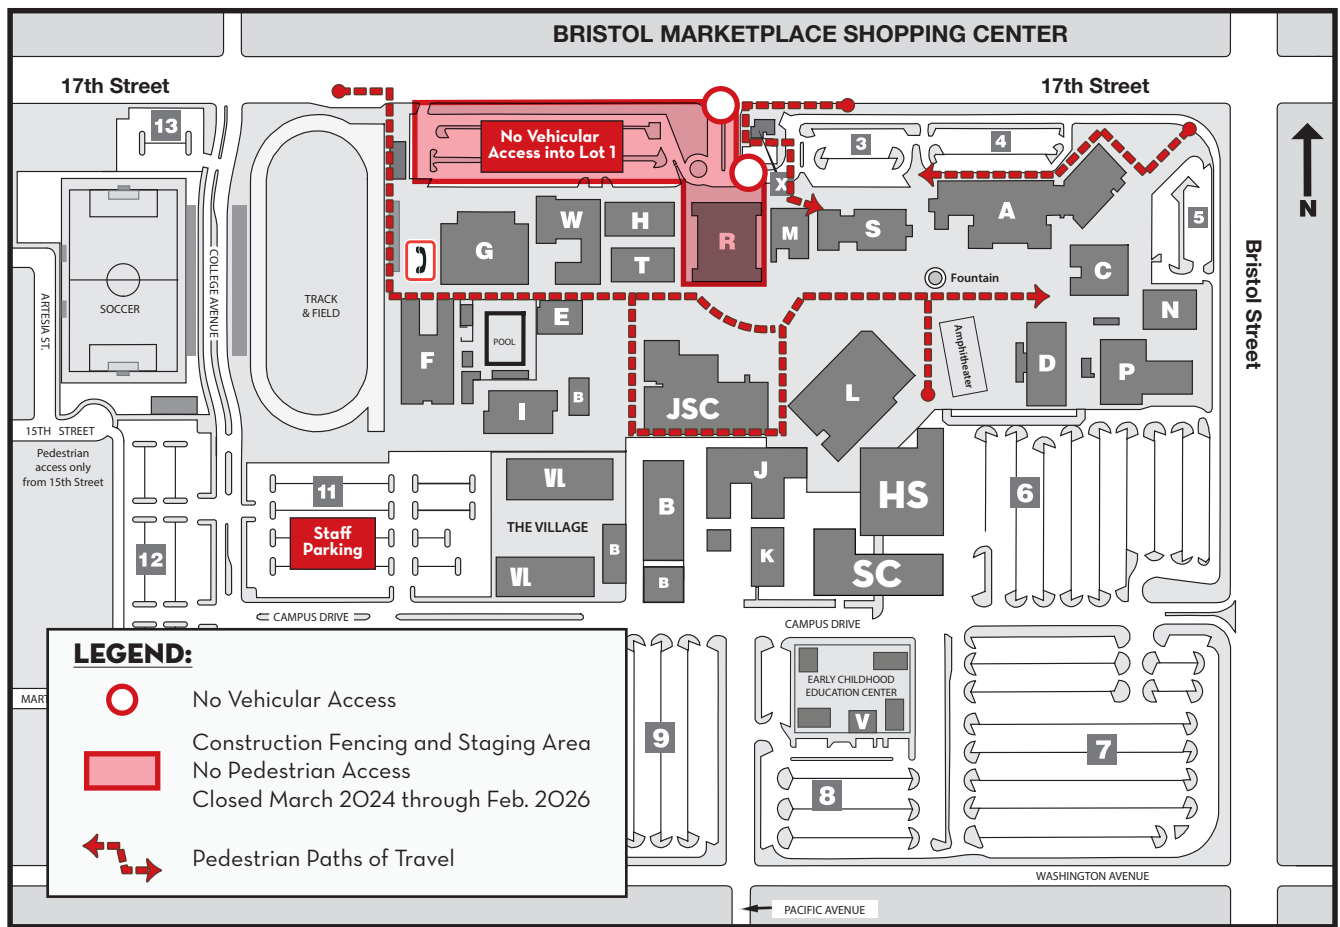 BRISTOL MARKETPLACE SHOPPING CENTER
17th Street
17th Street
13
No Vehicular
Access into Lot 1
3
4
5
X
N
W
H
G
T
R
M
S
A
C
Fountain
N
Bristol Street
COLLEGE AVENUE
ARTESIA ST.
SOCCER
TRACK
& FIELD
F
E
POOL
I
B
JSC
L
Amphitheater
D
P
15TH STREET
Pedestrian
access only
from 15th Street
11
Staff
Parking
12
VL
THE VILLAGE
VL
B
B
B
J
K
HS
SC
6
CAMPUS DRIVE
CAMPUS DRIVE
MART
EARLY CHILDHOOD
EDUCATION CENTER
V
9
8
7
LEGEND:
No Vehicular Access
Construction Fencing and Staging Area
No Pedestrian Access
Closed March 2024 through Feb. 2026
Pedestrian Paths of Travel
WASHINGTON AVENUE
PACIFIC AVENUE